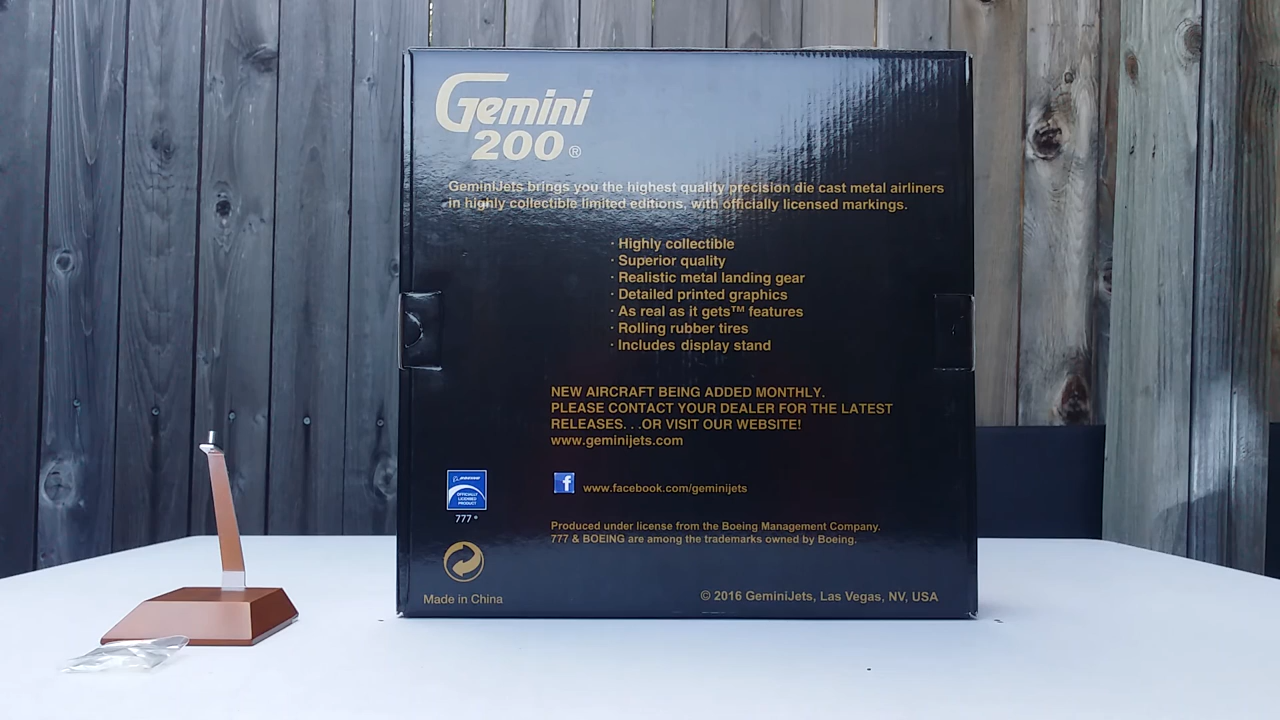 Gemini
200®
GeminiJets brings you the highest quality precision die cast metal airliners
in highly collectible limited editions, with officially licensed markings.
· Highly collectible
· Superior quality
· Realistic metal landing gear
· Detailed printed graphics
· As real as it gets™ features
· Rolling rubber tires
· Includes display stand
NEW AIRCRAFT BEING ADDED MONTHLY.
PLEASE CONTACT YOUR DEALER FOR THE LATEST
RELEASES. . .OR VISIT OUR WEBSITE!
www.geminijets.com
BOEING
OFFICIALLY
LICENSED
PRODUCT
777
f www.facebook.com/geminijets
Produced under license from the Boeing Management Company.
777 & BOEING are among the trademarks owned by Boeing.
Made in China
© 2016 GeminiJets, Las Vegas, NV, USA